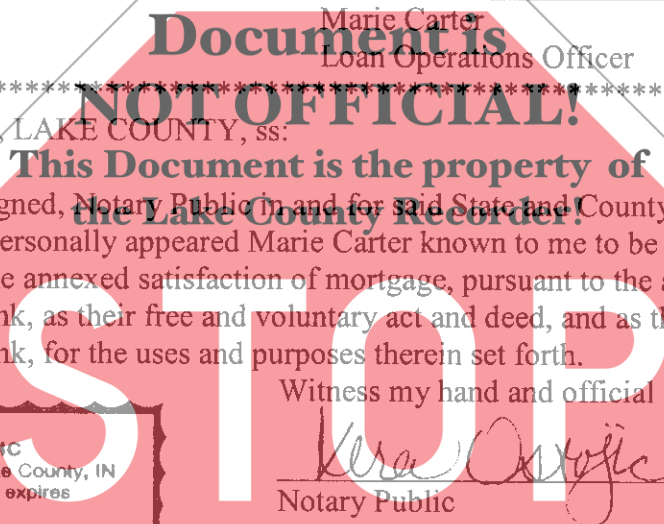 Marie Carter
Document is
Loan Operations Officer
NOT OFFICIAL!
, LAKE COUNTY, ss:
This Document is the property of
the Lake County Recorder!
gned, Notary Public in and for said State and County
ersonally appeared Marie Carter known to me to be
e annexed satisfaction of mortgage, pursuant to the a
nk, as their free and voluntary act and deed, and as th
nk, for the uses and purposes therein set forth.
STOP
Witness my hand and official
IC
e County, IN
expires
Notary Public